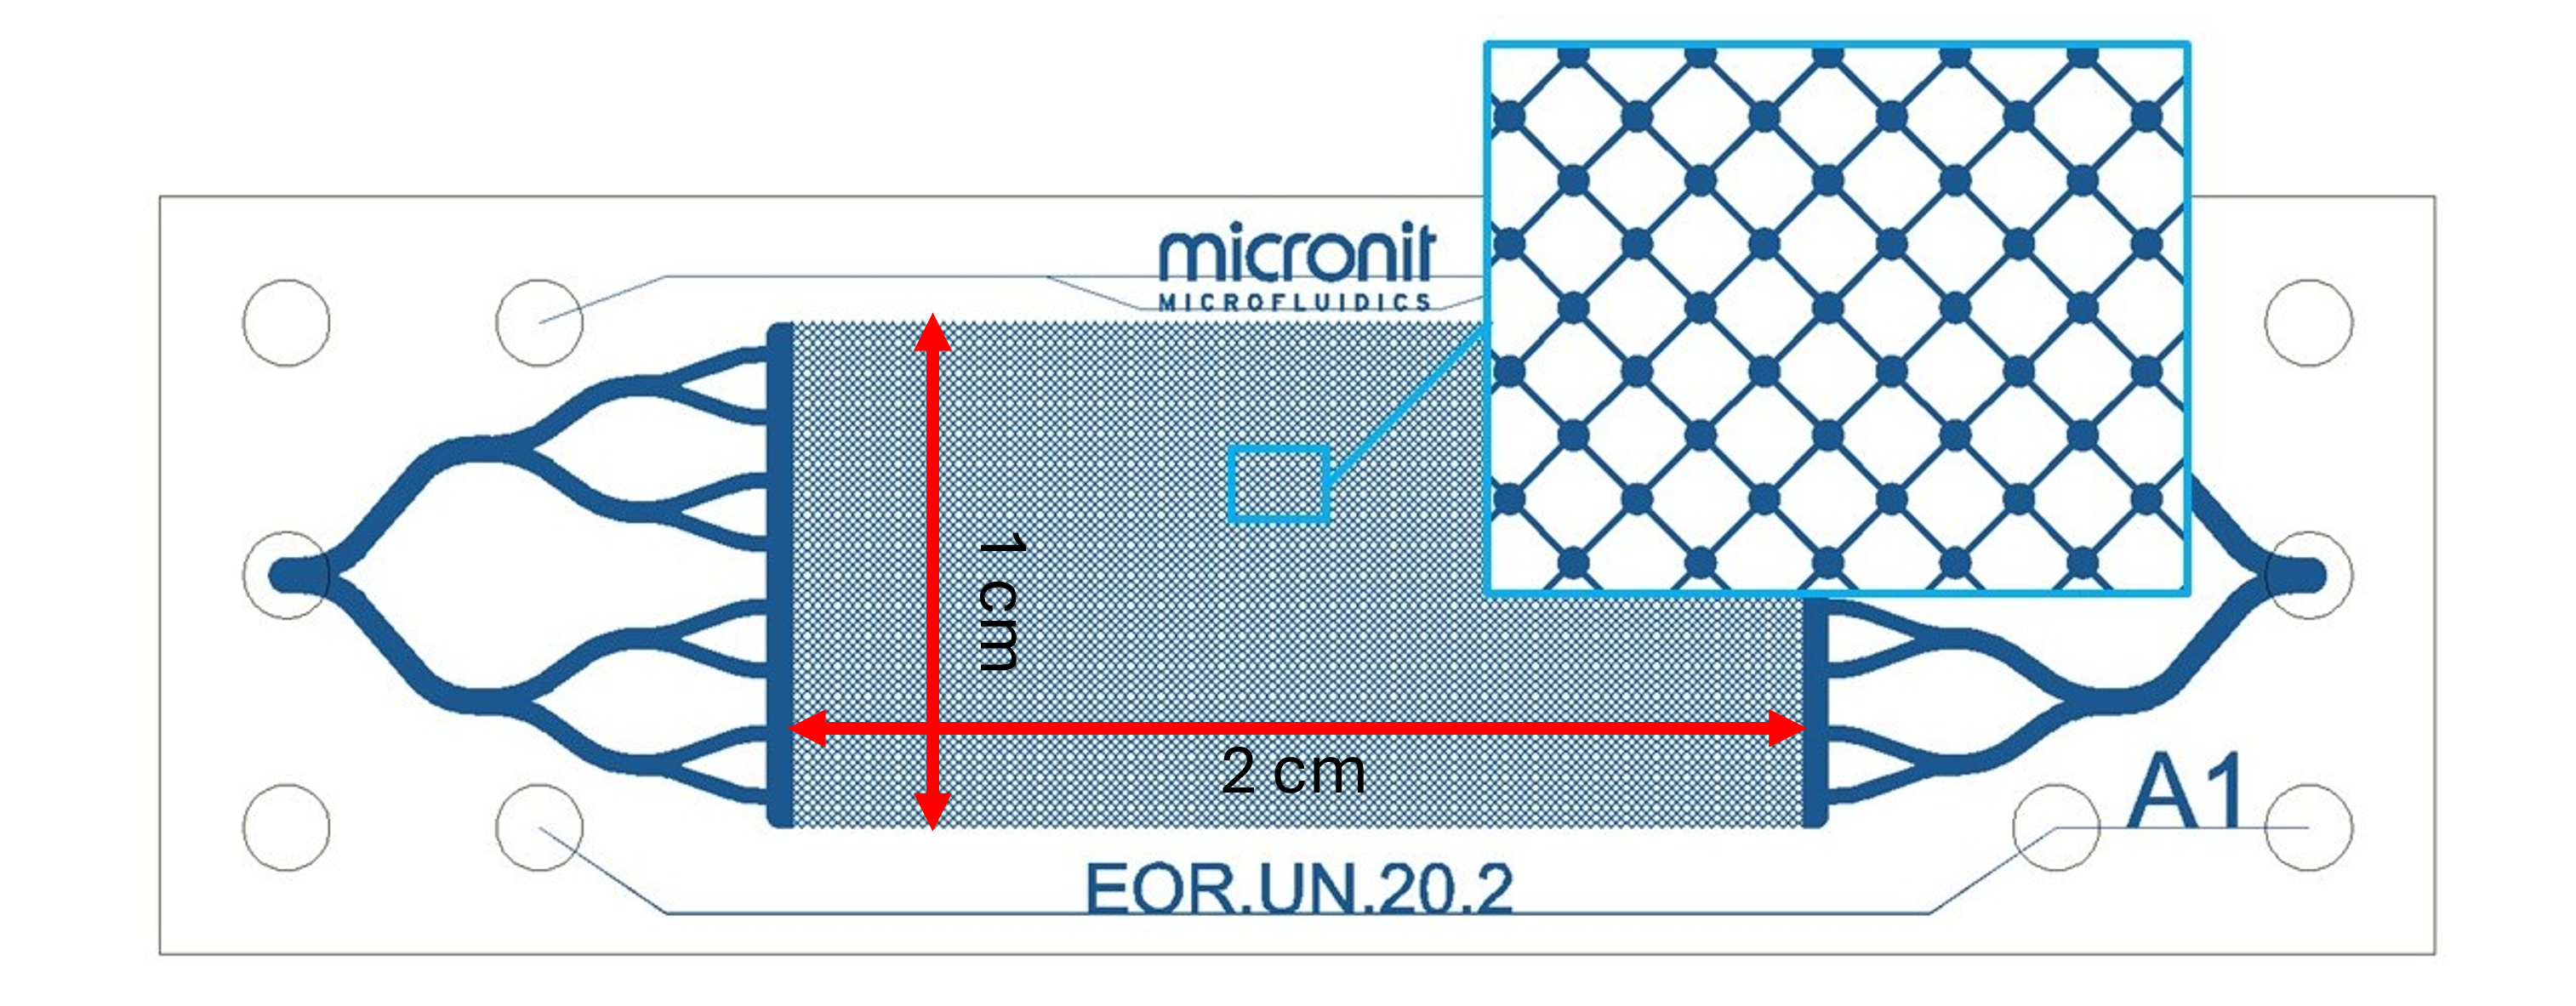 micronit
MICROFLUIDICS
1 cm
2 cm
A1
EOR.UN.20.2